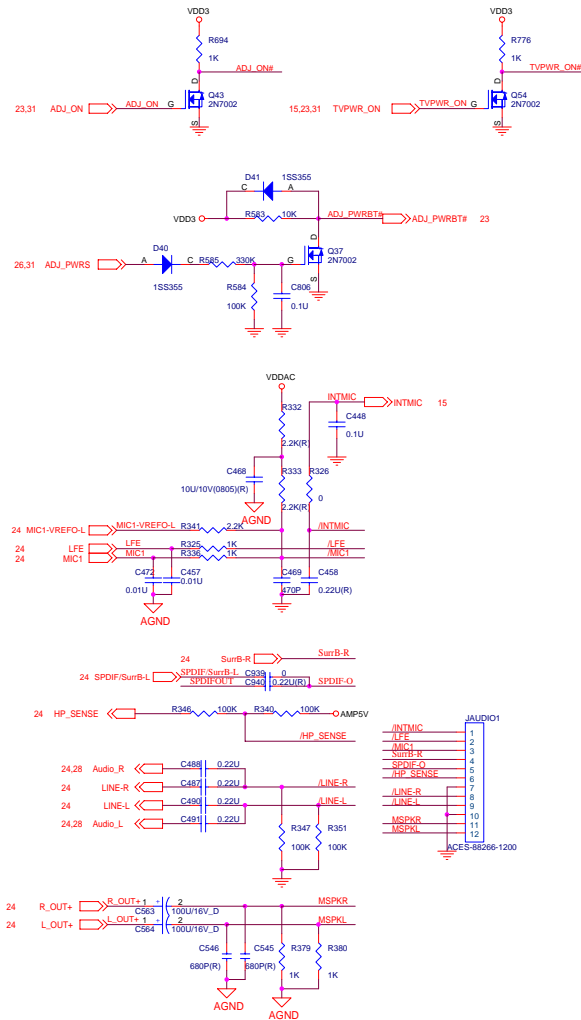 VDD3
R694
1K
ADJ_ON#
D
Q43
2N7002
23,31 ADJ_ON
ADJ_ON
G
S
VDD3
R776
1K
TVPWR_ON#
D
Q54
2N7002
15,23,31 TVPWR_ON
TVPWR_ON
G
S
D41 1SS355
C A
VDD3
R583 10K
ADJ_PWRBT#
ADJ_PWRBT# 23
D
Q37
2N7002
D40
26,31 ADJ_PWRS
A C
R585 330K
G
S
1SS355
R584
100K
C806
0.1U
VDDAC
INTMIC
INTMIC 15
R332
2.2K(R)
C448
0.1U
C468
10U/10V(0805)(R)
AGND
R333
2.2K(R)
R326
0
24 MIC1-VREFO-L
MIC1-VREFO-L
R341 2.2K
/INTMIC
24 LFE
LFE
R325 1K
/LFE
24 MIC1
MIC1
R336 1K
/MIC1
C472
0.01U
C457
0.01U
C469
470P
C458
0.22U(R)
AGND
24 SurrB-R
SurrB-R
24 SPDIF/SurrB-L
SPDIF/SurrB-L
C939 0
SPDIFOUT
C940 0.22U(R)
SPDIF-O
24 HP_SENSE
R346 100K
R340 100K
AMP5V
/HP_SENSE
24,28 Audio_R
C488 0.22U
24 LINE-R
C487 0.22U
/LINE-R
24 LINE-L
C490 0.22U
/LINE-L
24,28 Audio_L
C491 0.22U
R347
100K
R351
100K
JAUDIO1
/INTMIC 1
/LFE 2
/MIC1 3
SurrB-R 4
SPDIF-O 5
/HP_SENSE 6
7
/LINE-R 8
/LINE-L 9
10
MSPKR 11
MSPKL 12
ACES-88266-1200
24 R_OUT+
R_OUT+ 1 + 2
C563 100U/16V_D
MSPKR
24 L_OUT+
L_OUT+ 1 + 2
C564 100U/16V_D
MSPKL
C546
680P(R)
C545
680P(R)
R379
1K
R380
1K
AGND
AGND